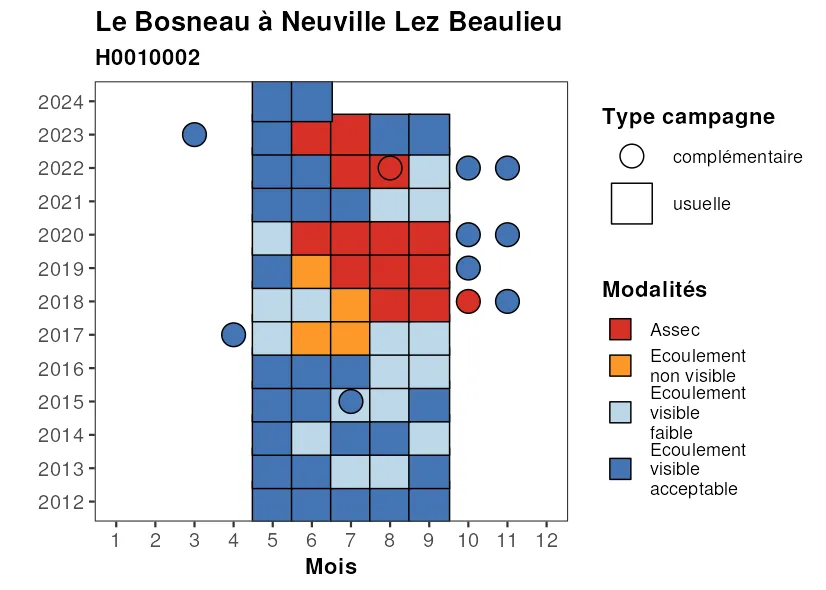 Le Bosneau à Neuville Lez Beaulieu
H0010002
2024
2023
2022
2021
2020
2019
2018
2017
2016
2015
2014
2013
2012
1 2 3 4 5 6 7 8 9 10 11 12
Mois
Type campagne
complémentaire
usuelle
Modalités
Assec
Ecoulement
non visible
Ecoulement
visible
faible
Ecoulement
visible
acceptable